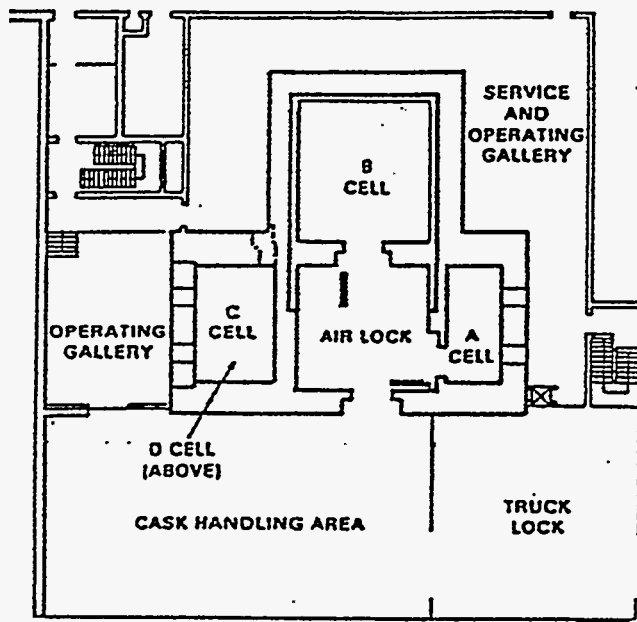 SERVICE
AND
OPERATING
GALLERY
B
CELL
C
CELL
OPERATING
GALLERY
AIR LOCK
A
CELL
D CELL
(ABOVE)
CASK HANDLING AREA
TRUCK
LOCK